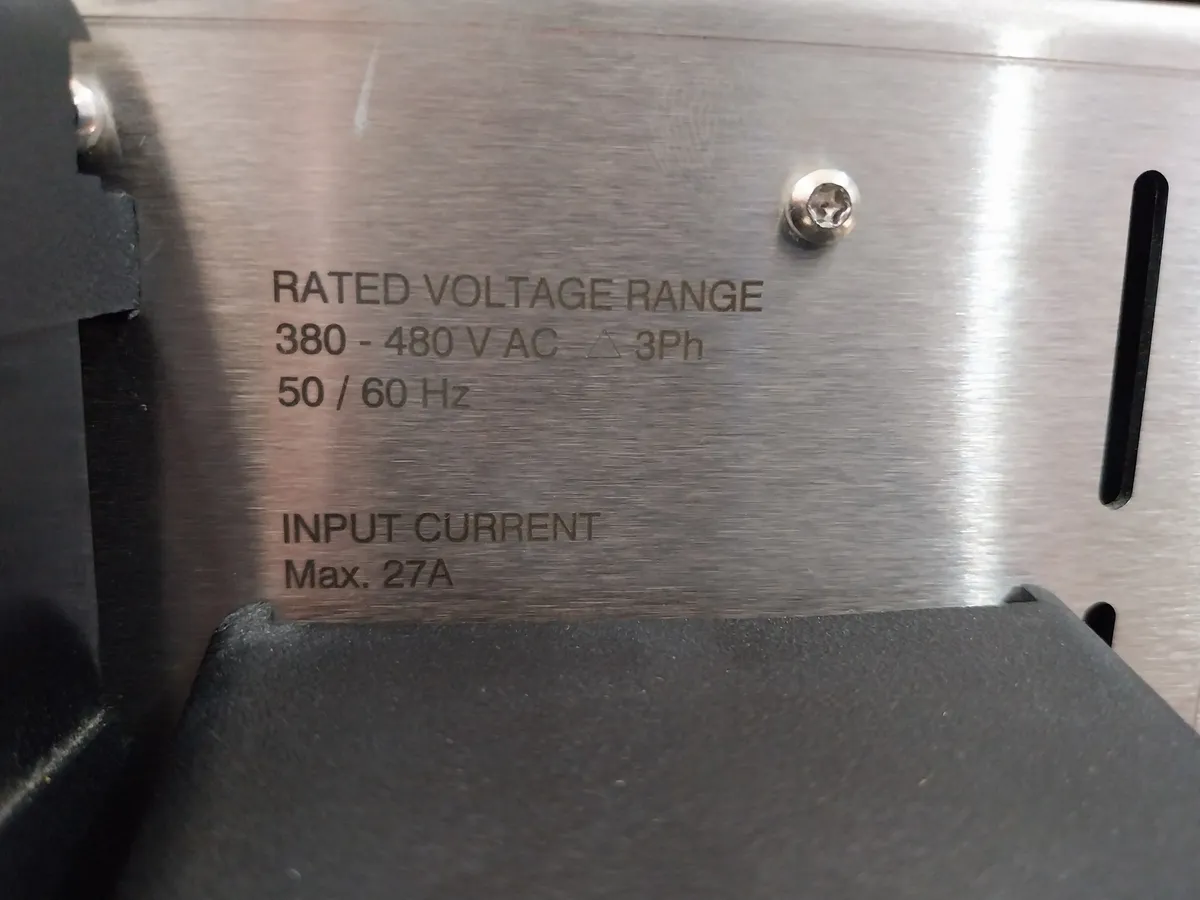 RATED VOLTAGE RANGE
380 - 480 V AC △ 3Ph
50 / 60 Hz
INPUT CURRENT
Max. 27A